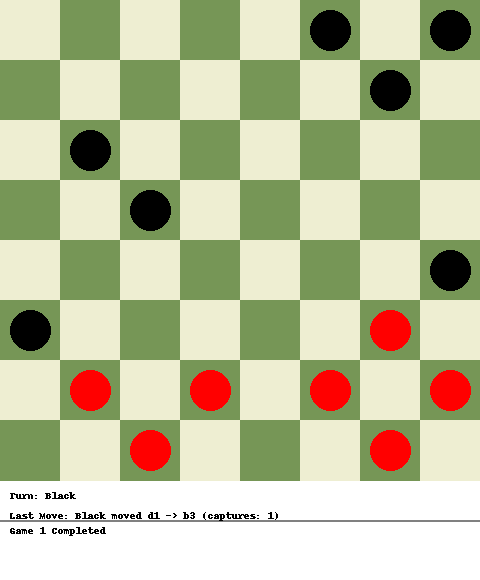 Turn: Black
Last Move: Black moved d1 -> b3 (captures: 1)
Game 1 Completed